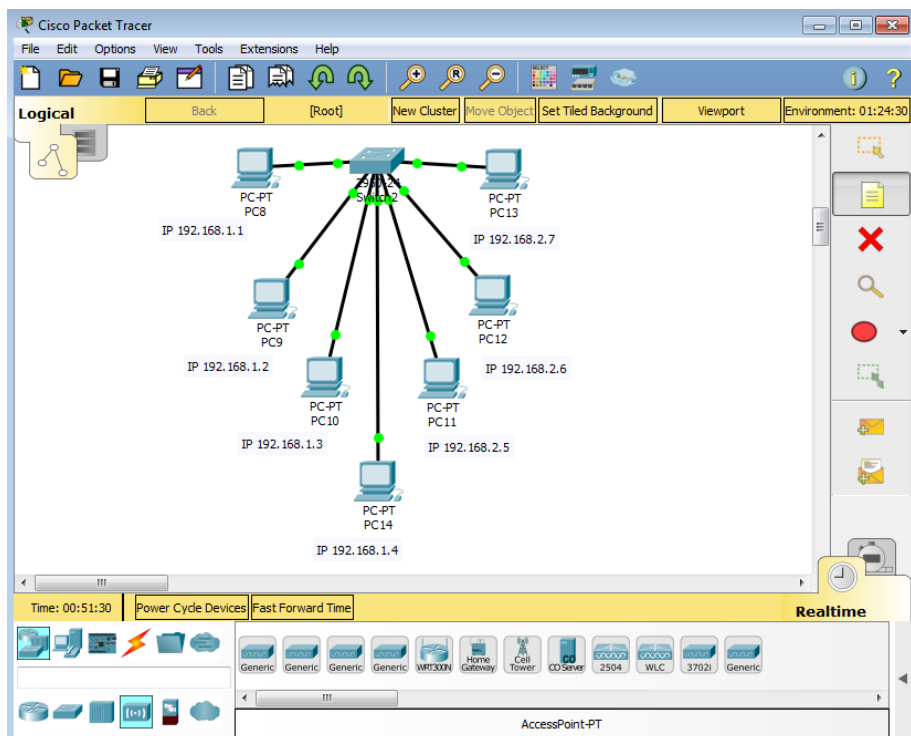 Cisco Packet Tracer
File Edit Options View Tools Extensions Help
Logical Back [Root] New Cluster Move Object Set Tiled Background Viewport Environment: 01:24:30
2950-24
Switch2
PC-PT
PC8
IP 192.168.1.1
PC-PT
PC13
IP 192.168.2.7
PC-PT
PC9
IP 192.168.1.2
PC-PT
PC12
IP 192.168.2.6
PC-PT
PC10
IP 192.168.1.3
PC-PT
PC11
IP 192.168.2.5
PC-PT
PC14
IP 192.168.1.4
Time: 00:51:30 Power Cycle Devices Fast Forward Time Realtime
Generic Generic Generic Generic WRT300N Home Gateway Cell Tower CO Server 2504 WLC 3702i Generic
AccessPoint-PT